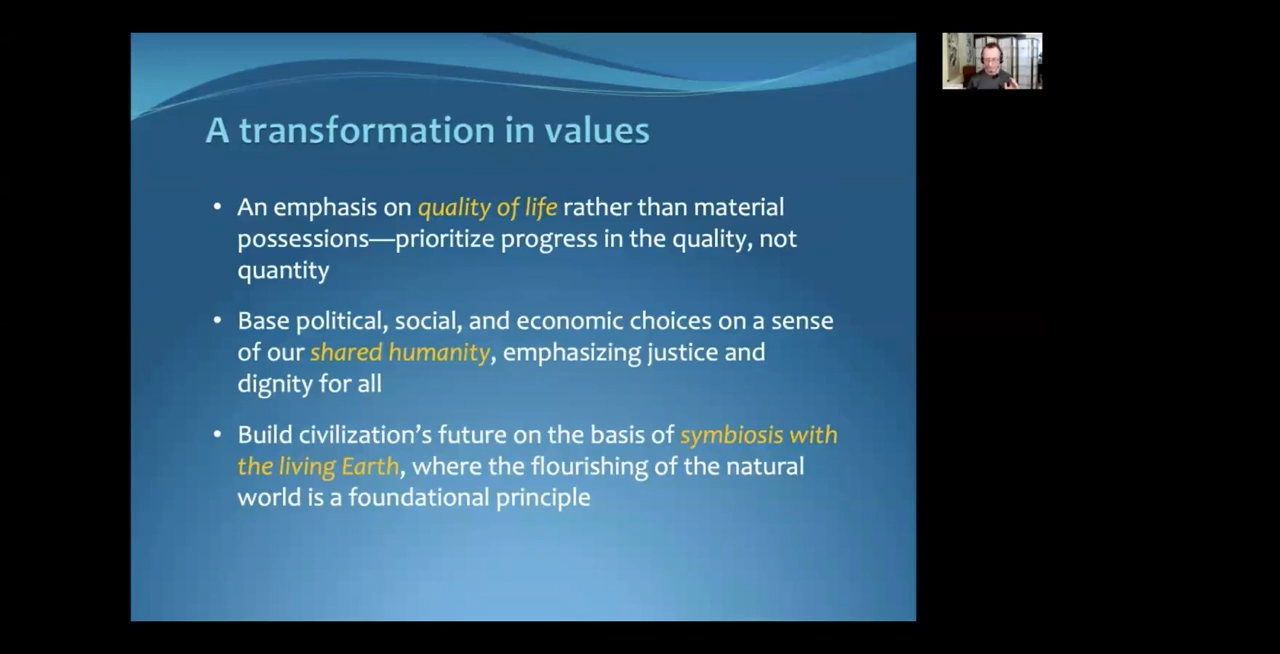 A transformation in values
• An emphasis on quality of life rather than material
possessions—prioritize progress in the quality, not
quantity
• Base political, social, and economic choices on a sense
of our shared humanity, emphasizing justice and
dignity for all
• Build civilization’s future on the basis of symbiosis with
the living Earth, where the flourishing of the natural
world is a foundational principle